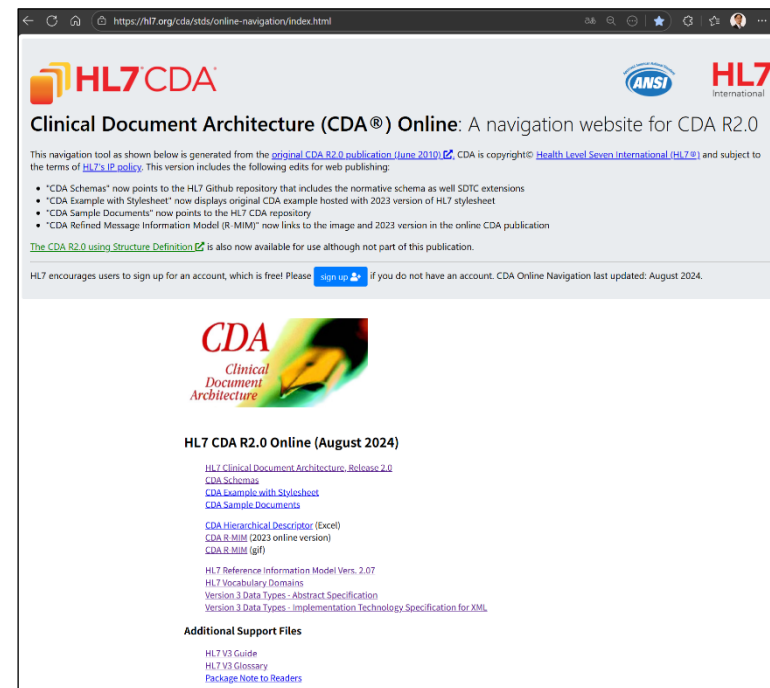 https://hl7.org/cda/stds/online-navigation/index.html
HL7 CDA
ANSI
HL7
International
Clinical Document Architecture (CDA®) Online: A navigation website for CDA R2.0
This navigation tool as shown below is generated from the original CDA R2.0 publication (June 2010), CDA is copyright© Health Level Seven International (HL7®) and subject to
the terms of HL7's IP policy. This version includes the following edits for web publishing:
• "CDA Schemas" now points to the HL7 Github repository that includes the normative schema as well SDTC extensions
• "CDA Example with Stylesheet" now displays original CDA example hosted with 2023 version of HL7 stylesheet
• "CDA Sample Documents" now points to the HL7 CDA repository
• "CDA Refined Message Information Model (R-MIM)" now links to the image and 2023 version in the online CDA publication
The CDA R2.0 using Structure Definition is also now available for use although not part of this publication.
HL7 encourages users to sign up for an account, which is free! Please sign up if you do not have an account. CDA Online Navigation last updated: August 2024.
CDA
Clinical
Document
Architecture
HL7 CDA R2.0 Online (August 2024)
HL7 Clinical Document Architecture, Release 2.0
CDA Schemas
CDA Example with Stylesheet
CDA Sample Documents
CDA Hierarchical Descriptor (Excel)
CDA R-MIM (2023 online version)
CDA R-MIM (gif)
HL7 Reference Information Model Vers. 2.07
HL7 Vocabulary Domains
Version 3 Data Types - Abstract Specification
Version 3 Data Types - Implementation Technology Specification for XML
Additional Support Files
HL7 V3 Guide
HL7 V3 Glossary
Package Note to Readers